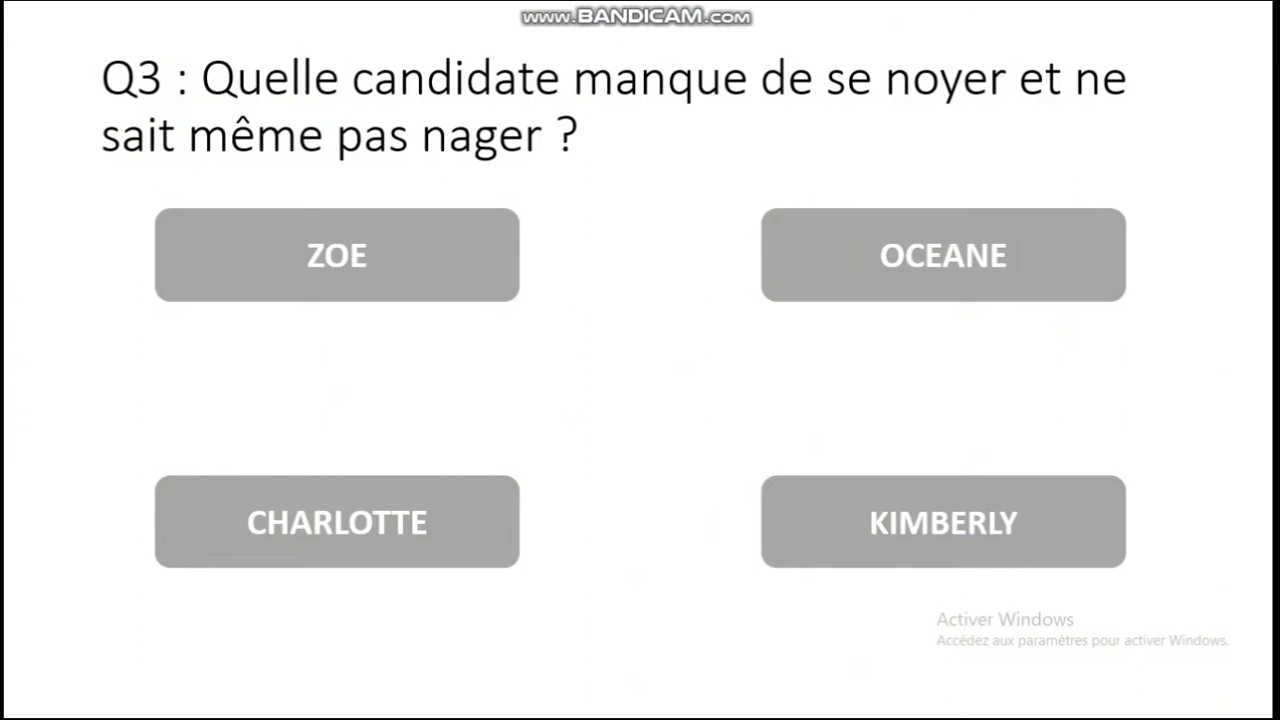 www.BANDICAM.com
Q3 : Quelle candidate manque de se noyer et ne
sait même pas nager ?
ZOE
OCEANE
CHARLOTTE
KIMBERLY
Activer Windows
Accédez aux paramètres pour activer Windows.